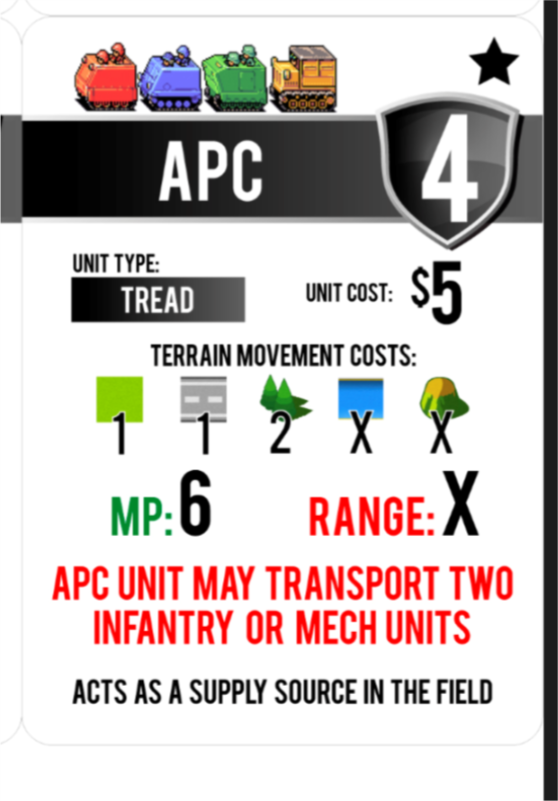 APC
4
UNIT TYPE:
TREAD
UNIT COST: $5
TERRAIN MOVEMENT COSTS:
1 1 2 X X
MP: 6 RANGE: X
APC UNIT MAY TRANSPORT TWO
INFANTRY OR MECH UNITS
ACTS AS A SUPPLY SOURCE IN THE FIELD